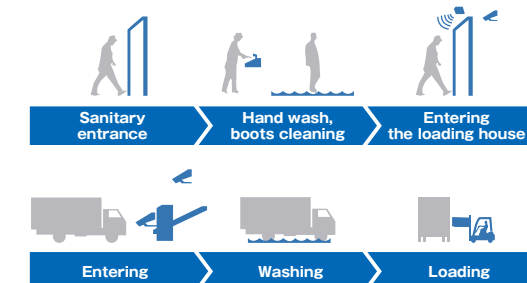 Sanitary
entrance
Hand wash,
boots cleaning
Entering
the loading house
Entering
Washing
Loading